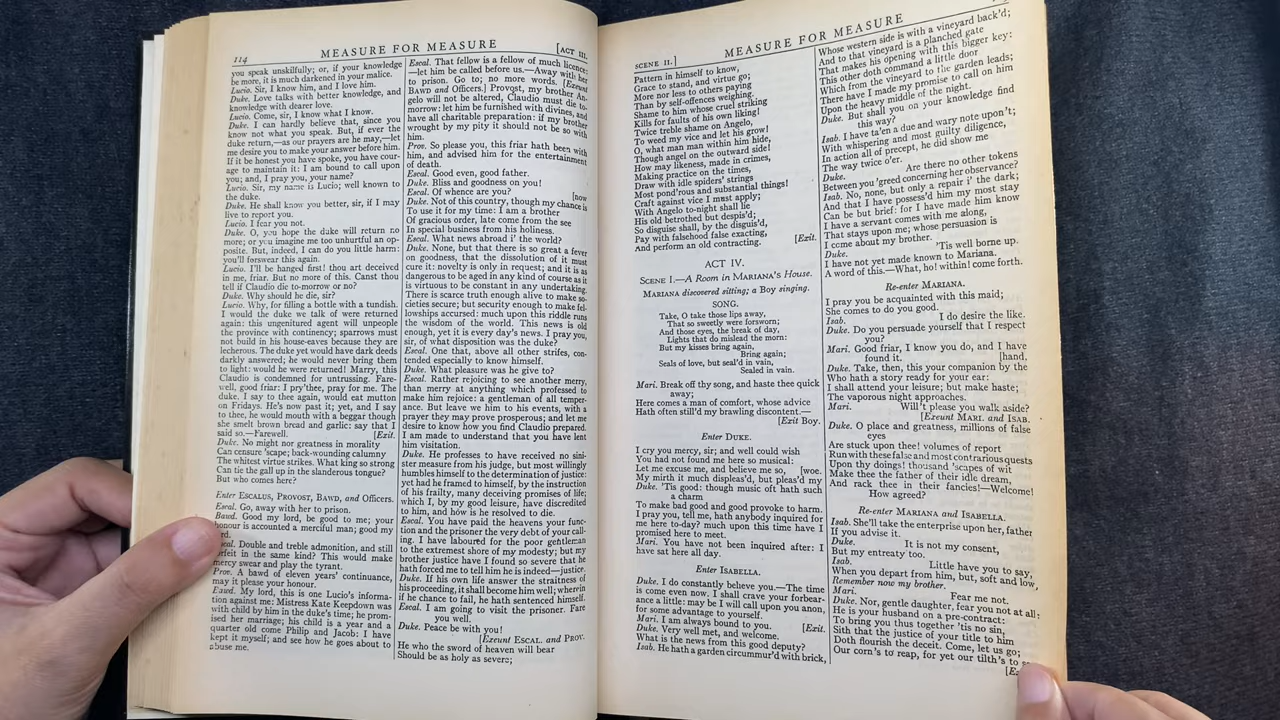 114
MEASURE FOR MEASURE
[ACT III.
you speak unskilfully; or, if your knowledge
be more, it is much darkened in your malice.
Lucio. Sir, I know him, and I love him.
Duke. Love talks with better knowledge, and
knowledge with dearer love.
Lucio. Come, sir, I know what I know.
Duke. I can hardly believe that, since you
know not what you speak. But, if ever the
duke return,—as our prayers are he may,—let
me desire you to make your answer before him.
If it be honest you have spoke, you have cour-
age to maintain it: I am bound to call upon
you; and, I pray you, your name?
Lucio. Sir, my name is Lucio; well known to
the duke.
Duke. He shall know you better, sir, if I may
live to report you.
Lucio. I fear you not.
Duke. O, you hope the duke will return no
more; or you imagine me too unhurtful an op-
posite. But, indeed, I can do you little harm:
you'll forswear this again.
Lucio. I'll be hanged first! thou art deceived
in me, friar. But no more of this. Canst thou
tell if Claudio die to-morrow or no?
Duke. Why should he die, sir?
Lucio. Why, for filling a bottle with a tundish.
I would the duke we talk of were returned
again: this ungenitured agent will unpeople
the province with continency; sparrows must
not build in his house-eaves because they are
lecherous. The duke yet would have dark deeds
darkly answered; he would never bring them
to light: would he were returned! Marry, this
Claudio is condemned for untrussing. Fare-
well, good friar: I pr'ythee, pray for me. The
duke. I say to thee again, would eat mutton
on Fridays. He's now past it; yet, and I say
to thee, he would mouth with a beggar though
she smelt brown bread and garlic: say that I
said so.—Farewell. [Exit.
Duke. No might nor greatness in morality
Can censure 'scape; back-wounding calumny
The whitest virtue strikes. What king so strong
Can tie the gall up in the slanderous tongue?
But who comes here?
Enter ESCALUS, PROVOST, BAWD, and Officers.
Escal. Go, away with her to prison.
Bawd. Good my lord, be good to me; your
honour is accounted a merciful man; good my
Double and treble admonition, and still
in the same kind? This would make
mercy swear and play the tyrant.
Prov. A bawd of eleven years' continuance,
may it please your honour.
Bawd. My lord, this is one Lucio's informa-
tion against me: Mistress Kate Keepdown was
with child by him in the duke's time; he prom-
ised her marriage; his child is a year and a
quarter old come Philip and Jacob: I have
kept it myself; and see how he goes about to
abuse me.
Escal. That fellow is a fellow of much licence:
—let him be called before us.—Away with her
to prison. Go to; no more words. [Exeunt
BAWD and Officers.] Provost, my brother An-
gelo will not be altered, Claudio must die to-
morrow: let him be furnished with divines, and
have all charitable preparation: if my brother
wrought by my pity it should not be so with
him.
Prov. So please you, this friar hath been with
him, and advised him for the entertainment
of death.
Escal. Good even, good father.
Duke. Bliss and goodness on you!
Escal. Of whence are you? [now
Duke. Not of this country, though my chance is
To use it for my time: I am a brother
Of gracious order, late come from the see
In special business from his holiness.
Escal. What news abroad i' the world?
Duke. None, but that there is so great a fever
on goodness, that the dissolution of it must
cure it: novelty is only in request; and it is as
dangerous to be aged in any kind of course as it
is virtuous to be constant in any undertaking.
There is scarce truth enough alive to make so-
cieties secure; but security enough to make fel-
lowships accursed: much upon this riddle runs
the wisdom of the world. This news is old
enough, yet it is every day's news. I pray you,
sir, of what disposition was the duke?
Escal. One that, above all other strifes, con-
tended especially to know himself.
Duke. What pleasure was he give to?
Escal. Rather rejoicing to see another merry,
than merry at anything which professed to
make him rejoice: a gentleman of all temper-
ance. But leave we him to his events, with a
prayer they may prove prosperous; and let me
desire to know how you find Claudio prepared.
I am made to understand that you have lent
him visitation.
Duke. He professes to have received no sini-
ster measure from his judge, but most willingly
humbles himself to the determination of justice:
yet had he framed to himself, by the instruction
of his frailty, many deceiving promises of life;
which I, by my good leisure, have discredited
to him, and now is he resolved to die.
Escal. You have paid the heavens your func-
tion and the prisoner the very debt of your call-
ing. I have laboured for the poor gentleman
to the extremest shore of my modesty; but my
brother justice have I found so severe that he
hath forced me to tell him he is indeed—justice.
Duke. If his own life answer the straitness of
his proceeding, it shall become him well; wherein
if he chance to fail, he hath sentenced himself.
Escal. I am going to visit the prisoner. Fare
you well.
Duke. Peace be with you!
[Exeunt ESCAL. and PROV.
He who the sword of heaven will bear
Should be as holy as severe;
SCENE II.]
MEASURE FOR MEASURE
Pattern in himself to know,
Grace to stand, and virtue go;
More nor less to others paying
Than by self-offences weighing.
Shame to him whose cruel striking
Kills for faults of his own liking!
Twice treble shame on Angelo,
To weed my vice and let his grow!
O, what man man within him hide,
Though angel on the outward side!
How may likeness, made in crimes,
Making practice on the times,
Draw with idle spiders' strings
Most pond'rous and substantial things!
Craft against vice I must apply;
With Angelo to-night shall lie
His old betrothed but despis'd;
So disguise shall, by the disguis'd,
Pay with falsehood false exacting,
And perform an old contracting. [Exit.
ACT IV.
SCENE I.—A Room in MARIANA'S House.
MARIANA discovered sitting; a Boy singing.
SONG.
Take, O take those lips away,
That so sweetly were forsworn;
And those eyes, the break of day,
Lights that do mislead the morn:
But my kisses bring again,
Bring again;
Seals of love, but seal'd in vain,
Sealed in vain.
Mari. Break off thy song, and haste thee quick
away;
Here comes a man of comfort, whose advice
Hath often still'd my brawling discontent.—
[Exit Boy.
Enter DUKE.
I cry you mercy, sir; and well could wish
You had not found me here so musical:
Let me excuse me, and believe me so, [woe.
My mirth it much displeas'd, but pleas'd my
Duke. 'Tis good: though music oft hath such
a charm
To make bad good and good provoke to harm.
I pray you, tell me, hath anybody inquired for
me here to-day? much upon this time have I
promised here to meet.
Mari. You have not been inquired after: I
have sat here all day.
Enter ISABELLA.
Duke. I do constantly believe you.—The time
is come even now. I shall crave your forbear-
ance a little: may be I will call upon you anon,
for some advantage to yourself.
Mari. I am always bound to you. [Exit.
Duke. Very well met, and welcome.
What is the news from this good deputy?
Isab. He hath a garden circummur'd with brick,
Whose western side is with a vineyard back'd;
And to that vineyard is a planched gate
That makes his opening with this bigger key:
This other doth command a little door
Which from the vineyard to the garden leads;
There have I made my promise to call on him
Upon the heavy middle of the night.
Duke. But shall you on your knowledge find
this way?
Isab. I have ta'en a due and wary note upon't;
With whispering and most guilty diligence,
In action all of precept, he did show me
The way twice o'er.
Duke. Are there no other tokens
Between you 'greed concerning her observance?
Isab. No, none, but only a repair i' the dark;
And that I have possess'd him my most stay
Can be but brief: for I have made him know
I have a servant comes with me along,
That stays upon me; whose persuasion is
I come about my brother.
Duke. 'Tis well borne up.
I have not yet made known to Mariana.
A word of this.—What, ho! within! come forth.
Re-enter MARIANA.
I pray you be acquainted with this maid;
She comes to do you good.
Isab. I do desire the like.
Duke. Do you persuade yourself that I respect
you?
Mari. Good friar, I know you do, and I have
found it. [hand,
Duke. Take, then, this your companion by the
Who hath a story ready for your ear:
I shall attend your leisure; but make haste;
The vaporous night approaches.
Mari. Will't please you walk aside?
[Exeunt MARI. and ISAB.
Duke. O place and greatness, millions of false
eyes
Are stuck upon thee! volumes of report
Run with these false and most contrarious quests
Upon thy doings! thousand 'scapes of wit
Make thee the father of their idle dream,
And rack thee in their fancies!—Welcome!
How agreed?
Re-enter MARIANA and ISABELLA.
Isab. She'll take the enterprise upon her, father
If you advise it.
Duke. It is not my consent,
But my entreaty too.
Isab. Little have you to say,
When you depart from him, but, soft and low,
Remember now my brother.
Mari. Fear me not.
Duke. Nor, gentle daughter, fear you not at all:
He is your husband on a pre-contract:
To bring you thus together 'tis no sin,
Sith that the justice of your title to him
Doth flourish the deceit. Come, let us go;
Our corn's to reap, for yet our tilth's to